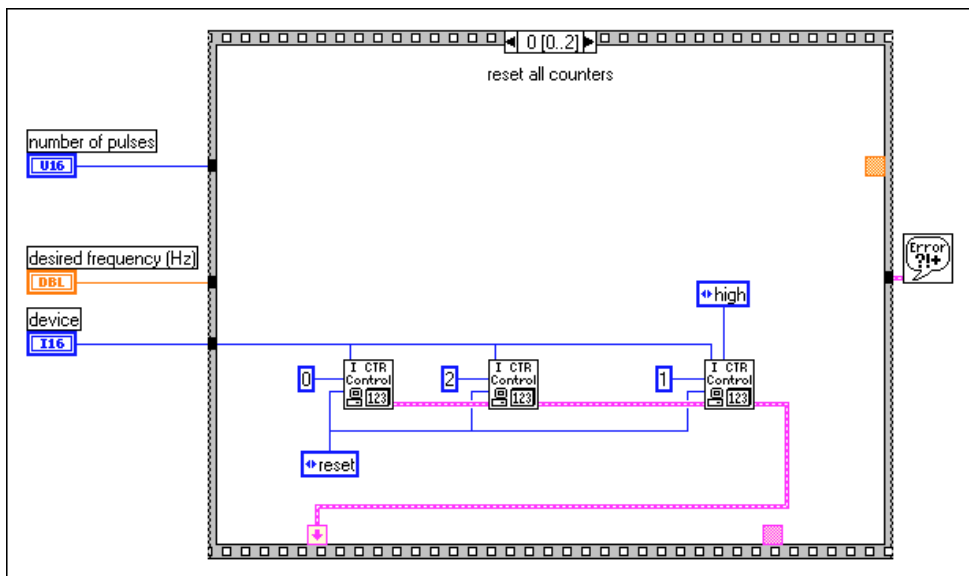 0 [0..2]
reset all counters
number of pulses
U16
desired frequency (Hz)
DBL
device
I16
Error
?!+
high
0
I CTR
Control
123
2
I CTR
Control
123
1
I CTR
Control
123
reset